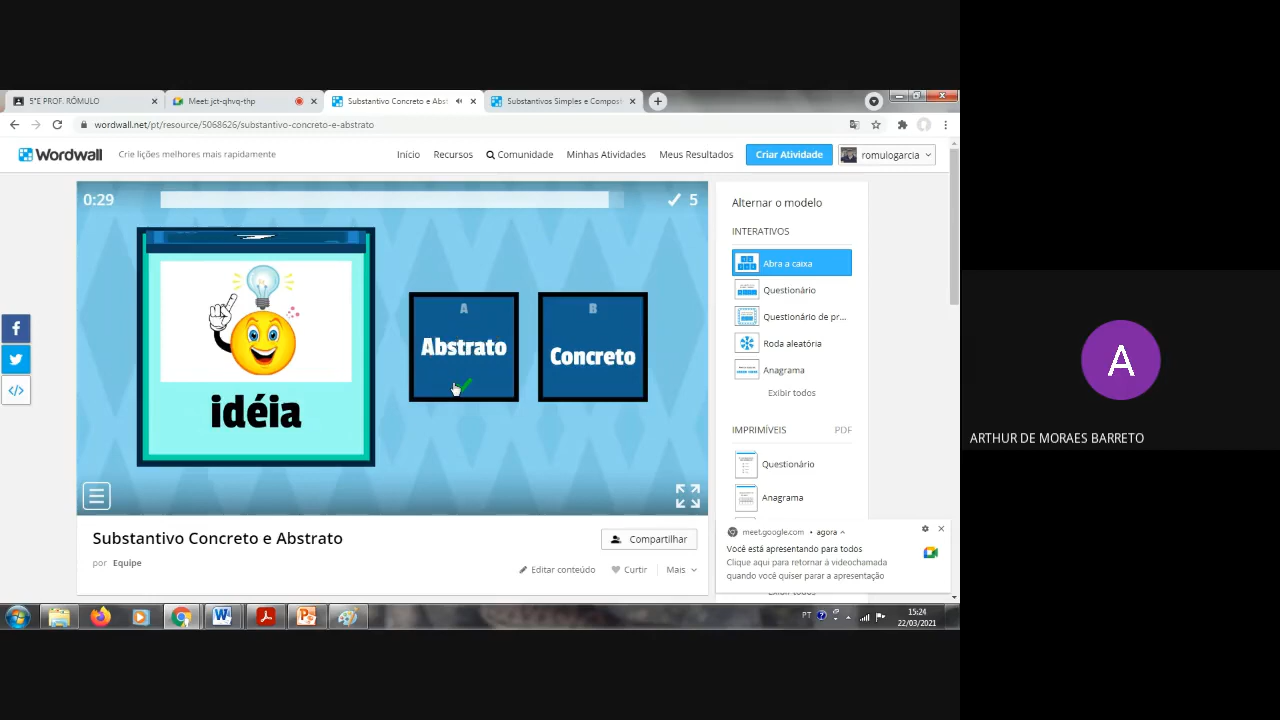 5°E PROF. RÔMULO
Meet: jct-qhvq-thp
Substantivo Concreto e Abst
Substantivos Simples e Compost
wordwall.net/pt/resource/5068626/substantivo-concreto-e-abstrato
Wordwall
Crie lições melhores mais rapidamente
Início
Recursos
Comunidade
Minhas Atividades
Meus Resultados
Criar Atividade
romulogarcia
0:29
5
idéia
A
Abstrato
B
Concreto
Alternar o modelo
INTERATIVOS
Abra a caixa
Questionário
Questionário de pr...
Roda aleatória
Anagrama
Exibir todos
IMPRIMÍVEIS PDF
Questionário
Anagrama
Substantivo Concreto e Abstrato
Compartilhar
por Equipe
Editar conteúdo
Curtir
Mais
meet.google.com • agora
Você está apresentando para todos
Clique aqui para retornar à videochamada
quando você quiser parar a apresentação
Exibir todos
PT
15:24
22/03/2021
A
ARTHUR DE MORAES BARRETO